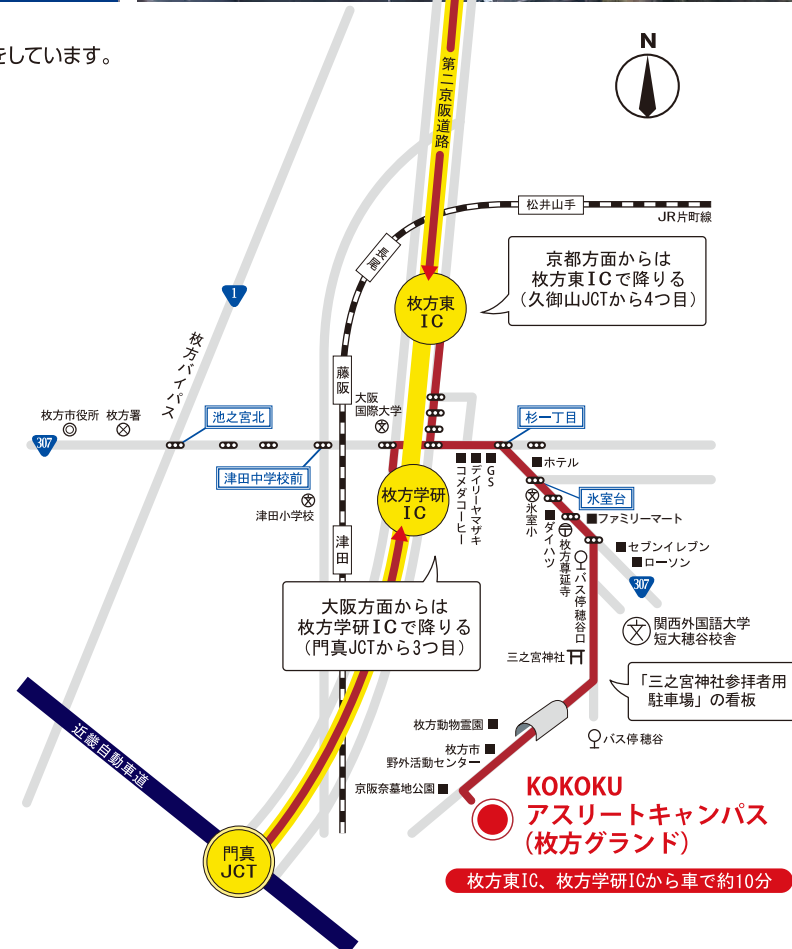 をしています。
N
第二京阪道路
松井山手
JR片町線
長尾
京都方面からは
枚方東ICで降りる
(久御山JCTから4つ目)
1
枚方東
IC
枚方バイパス
藤阪
大阪
国際大学
枚方市役所
枚方署
池之宮北
杉一丁目
307
津田中学校前
コメダコーヒー
デイリーヤマザキ
GS
ホテル
氷室台
枚方学研
IC
津田小学校
氷室小
ダイハツ
ファミリーマート
枚方尊延寺
津田
セブンイレブン
ローソン
バス停穂谷口
307
大阪方面からは
枚方学研ICで降りる
(門真JCTから3つ目)
関西外国語大学
短大穂谷校舎
三之宮神社
「三之宮神社参拝者用
駐車場」の看板
枚方動物霊園
バス停 穂谷
枚方市
野外活動センター
近畿自動車道
京阪奈墓地公園
KOKOKU
アスリートキャンパス
(枚方グランド)
門真
JCT
枚方東IC、枚方学研ICから車で約10分